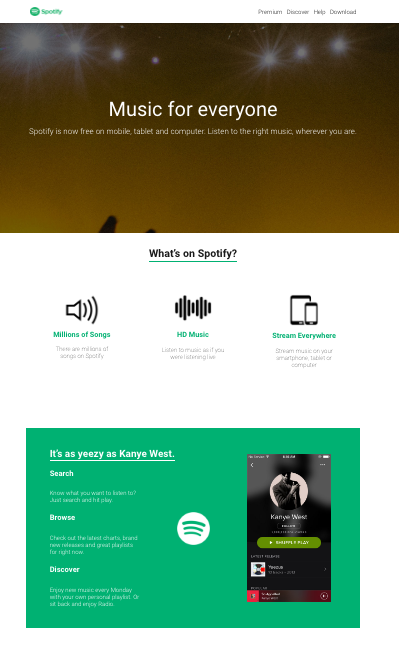 Spotify
Premium Discover Help Download
Music for everyone
Spotify is now free on mobile, tablet and computer. Listen to the right music, wherever you are.
What's on Spotify?
Millions of Songs
There are millions of
songs on Spotify
HD Music
Listen to music as if you
were listening live
Stream Everywhere
Stream music on your
smartphone, tablet or
computer
It's as yeezy as Kanye West.
Search
Know what you want to listen to?
Just search and hit play.
Browse
Check out the latest charts, brand
new releases and great playlists
for right now.
Discover
Enjoy new music every Monday
with your own personal playlist. Or
sit back and enjoy Radio.
Kanye West
FOLLOW
SHUFFLE PLAY
LATEST RELEASE
Yeezus